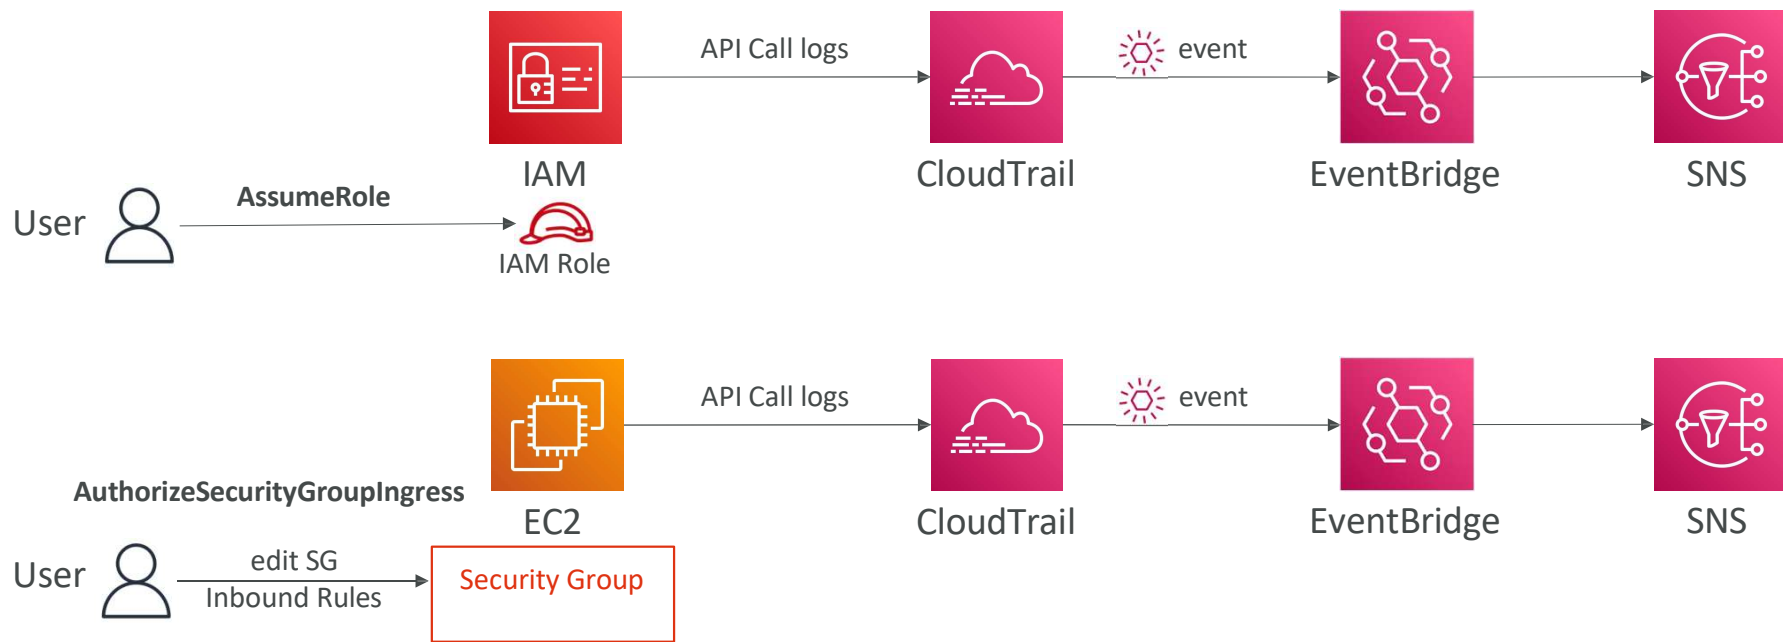 API Call logs
event
IAM
CloudTrail
EventBridge
SNS
User
AssumeRole
IAM Role
API Call logs
event
AuthorizeSecurityGroupIngress
EC2
CloudTrail
EventBridge
SNS
User
edit SG
Inbound Rules
Security Group